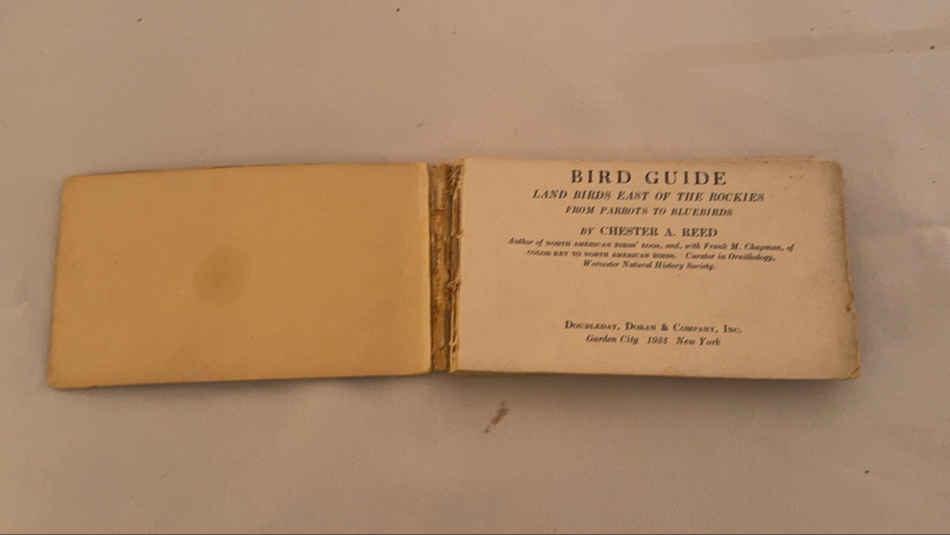 BIRD GUIDE
LAND BIRDS EAST OF THE ROCKIES
FROM PARROTS TO BLUEBIRDS
BY CHESTER A. REED
Author of NORTH AMERICAN BIRDS' EGGS, and, with Frank M. Chapman, of
COLOR KEY TO NORTH AMERICAN BIRDS. Curator in Ornithology,
Worcester Natural History Society.
DOUBLEDAY, DORAN & COMPANY, INC.
Garden City New York